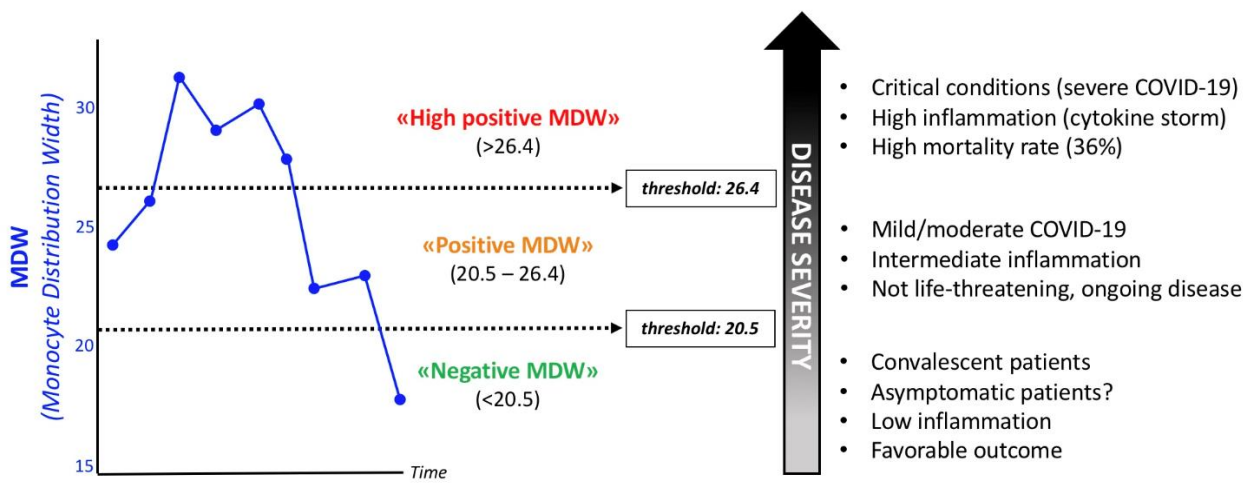 MDW
(Monocyte Distribution Width)
30
25
20
15
Time
«High positive MDW»
(>26.4)
threshold: 26.4
«Positive MDW»
(20.5 – 26.4)
threshold: 20.5
«Negative MDW»
(<20.5)
DISEASE SEVERITY
• Critical conditions (severe COVID-19)
• High inflammation (cytokine storm)
• High mortality rate (36%)
• Mild/moderate COVID-19
• Intermediate inflammation
• Not life-threatening, ongoing disease
• Convalescent patients
• Asymptomatic patients?
• Low inflammation
• Favorable outcome